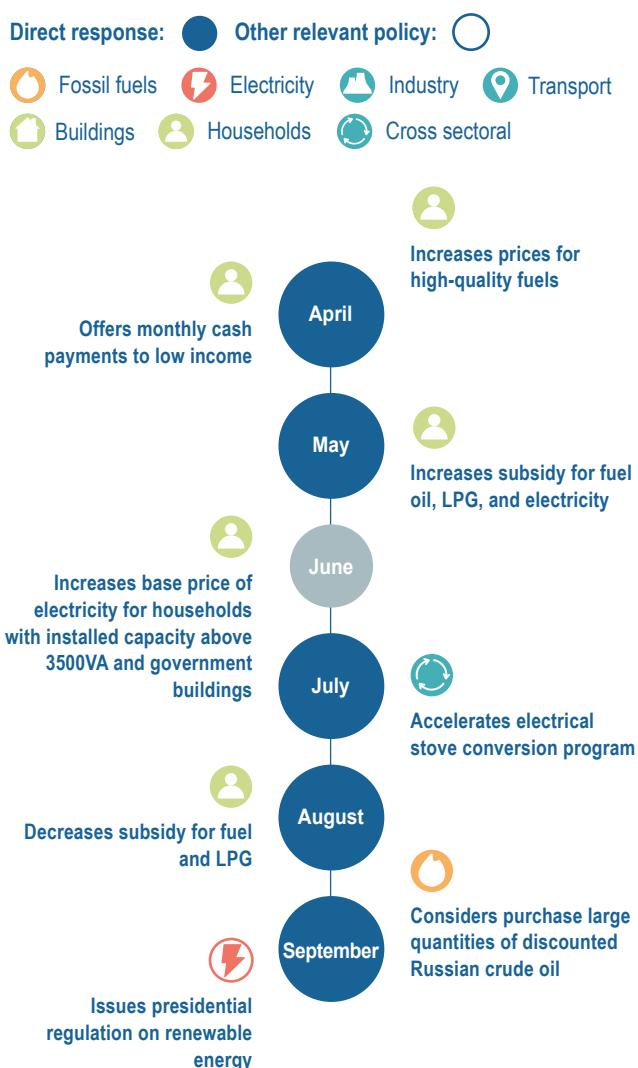 Direct response: Other relevant policy:
Fossil fuels Electricity Industry Transport
Buildings Households Cross sectoral
Increases prices for
high-quality fuels
April
Offers monthly cash
payments to low income
May
Increases subsidy for fuel
oil, LPG, and electricity
June
Increases base price of
electricity for households
with installed capacity above
3500VA and government
buildings
July
Accelerates electrical
stove conversion program
August
Decreases subsidy for fuel
and LPG
Considers purchase large
quantities of discounted
Russian crude oil
September
Issues presidential
regulation on renewable
energy